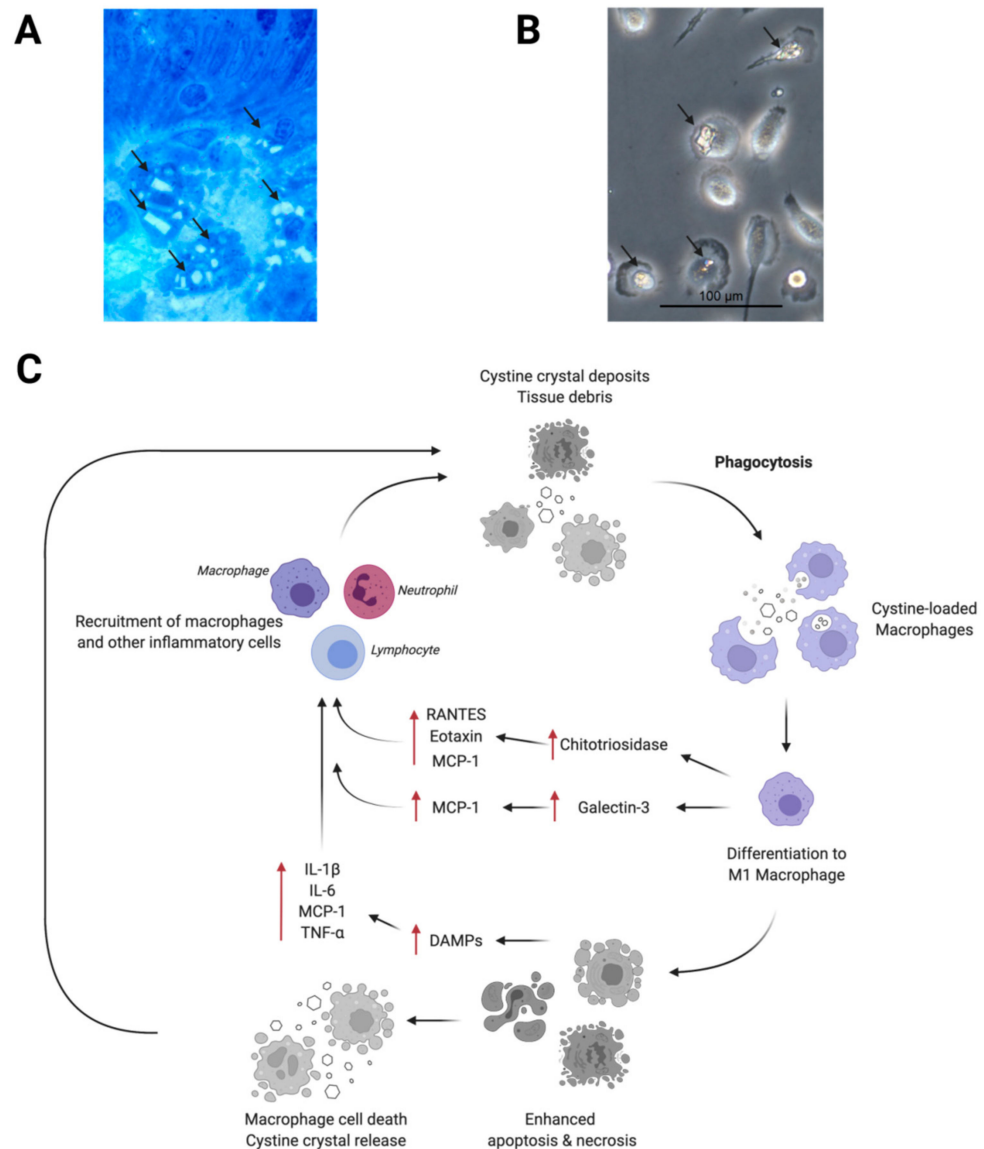 A
B
100 μm
C
Cystine crystal deposits
Tissue debris
Phagocytosis
Macrophage
Neutrophil
Recruitment of macrophages
and other inflammatory cells
Lymphocyte
Cystine-loaded
Macrophages
RANTES
Eotaxin
MCP-1
Chitotriosidase
MCP-1
Galectin-3
Differentiation to
M1 Macrophage
IL-1β
IL-6
MCP-1
TNF-α
DAMPs
Macrophage cell death
Cystine crystal release
Enhanced
apoptosis & necrosis